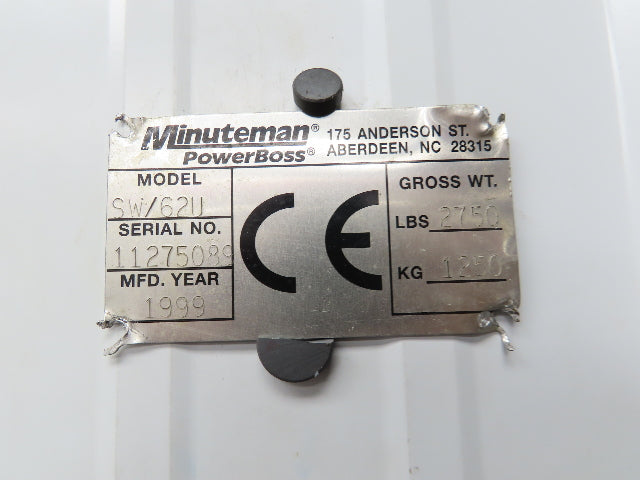 Minuteman® 175 ANDERSON ST.
PowerBoss® ABERDEEN, NC 28315
MODEL
SW/62U
SERIAL NO.
11275089
MFD. YEAR
1999
CE
GROSS WT.
LBS 2750
KG 1250